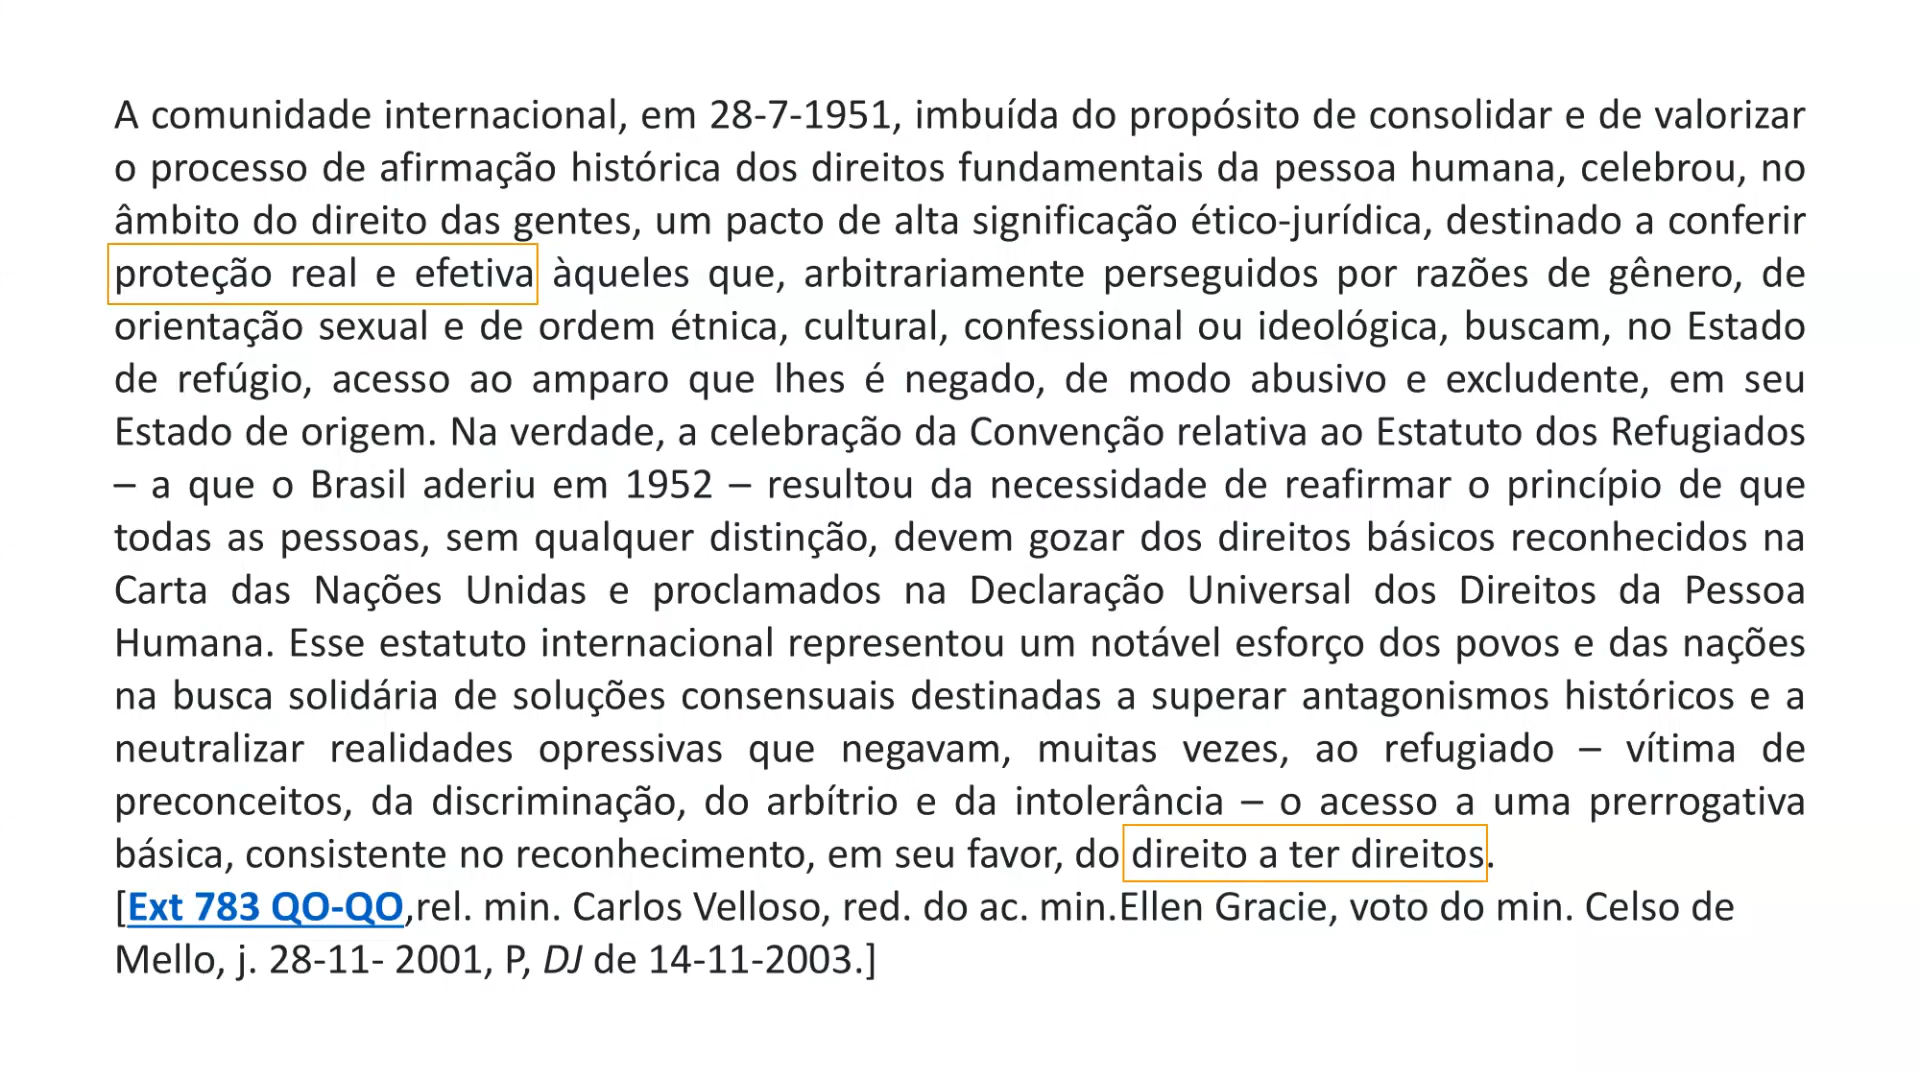 A comunidade internacional, em 28-7-1951, imbuída do propósito de consolidar e de valorizar
o processo de afirmação histórica dos direitos fundamentais da pessoa humana, celebrou, no
âmbito do direito das gentes, um pacto de alta significação ético-jurídica, destinado a conferir
proteção real e efetiva àqueles que, arbitrariamente perseguidos por razões de gênero, de
orientação sexual e de ordem étnica, cultural, confessional ou ideológica, buscam, no Estado
de refúgio, acesso ao amparo que lhes é negado, de modo abusivo e excludente, em seu
Estado de origem. Na verdade, a celebração da Convenção relativa ao Estatuto dos Refugiados
– a que o Brasil aderiu em 1952 – resultou da necessidade de reafirmar o princípio de que
todas as pessoas, sem qualquer distinção, devem gozar dos direitos básicos reconhecidos na
Carta das Nações Unidas e proclamados na Declaração Universal dos Direitos da Pessoa
Humana. Esse estatuto internacional representou um notável esforço dos povos e das nações
na busca solidária de soluções consensuais destinadas a superar antagonismos históricos e a
neutralizar realidades opressivas que negavam, muitas vezes, ao refugiado – vítima de
preconceitos, da discriminação, do arbítrio e da intolerância – o acesso a uma prerrogativa
básica, consistente no reconhecimento, em seu favor, do direito a ter direitos.
[Ext 783 QO-QO,rel. min. Carlos Velloso, red. do ac. min.Ellen Gracie, voto do min. Celso de
Mello, j. 28-11- 2001, P, DJ de 14-11-2003.]